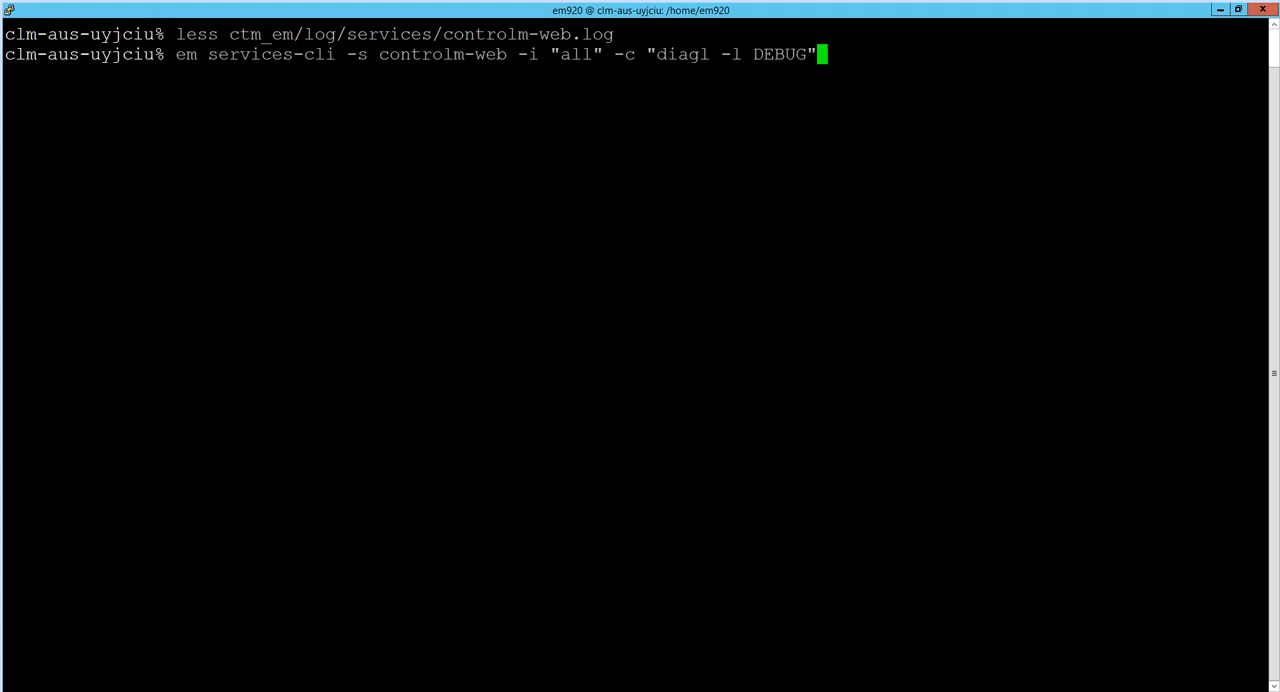 em920 @ clm-aus-uyjciu: /home/em920
clm-aus-uyjciu% less ctm_em/log/services/controlm-web.log
clm-aus-uyjciu% em services-cli -s controlm-web -i "all" -c "diagl -l DEBUG"